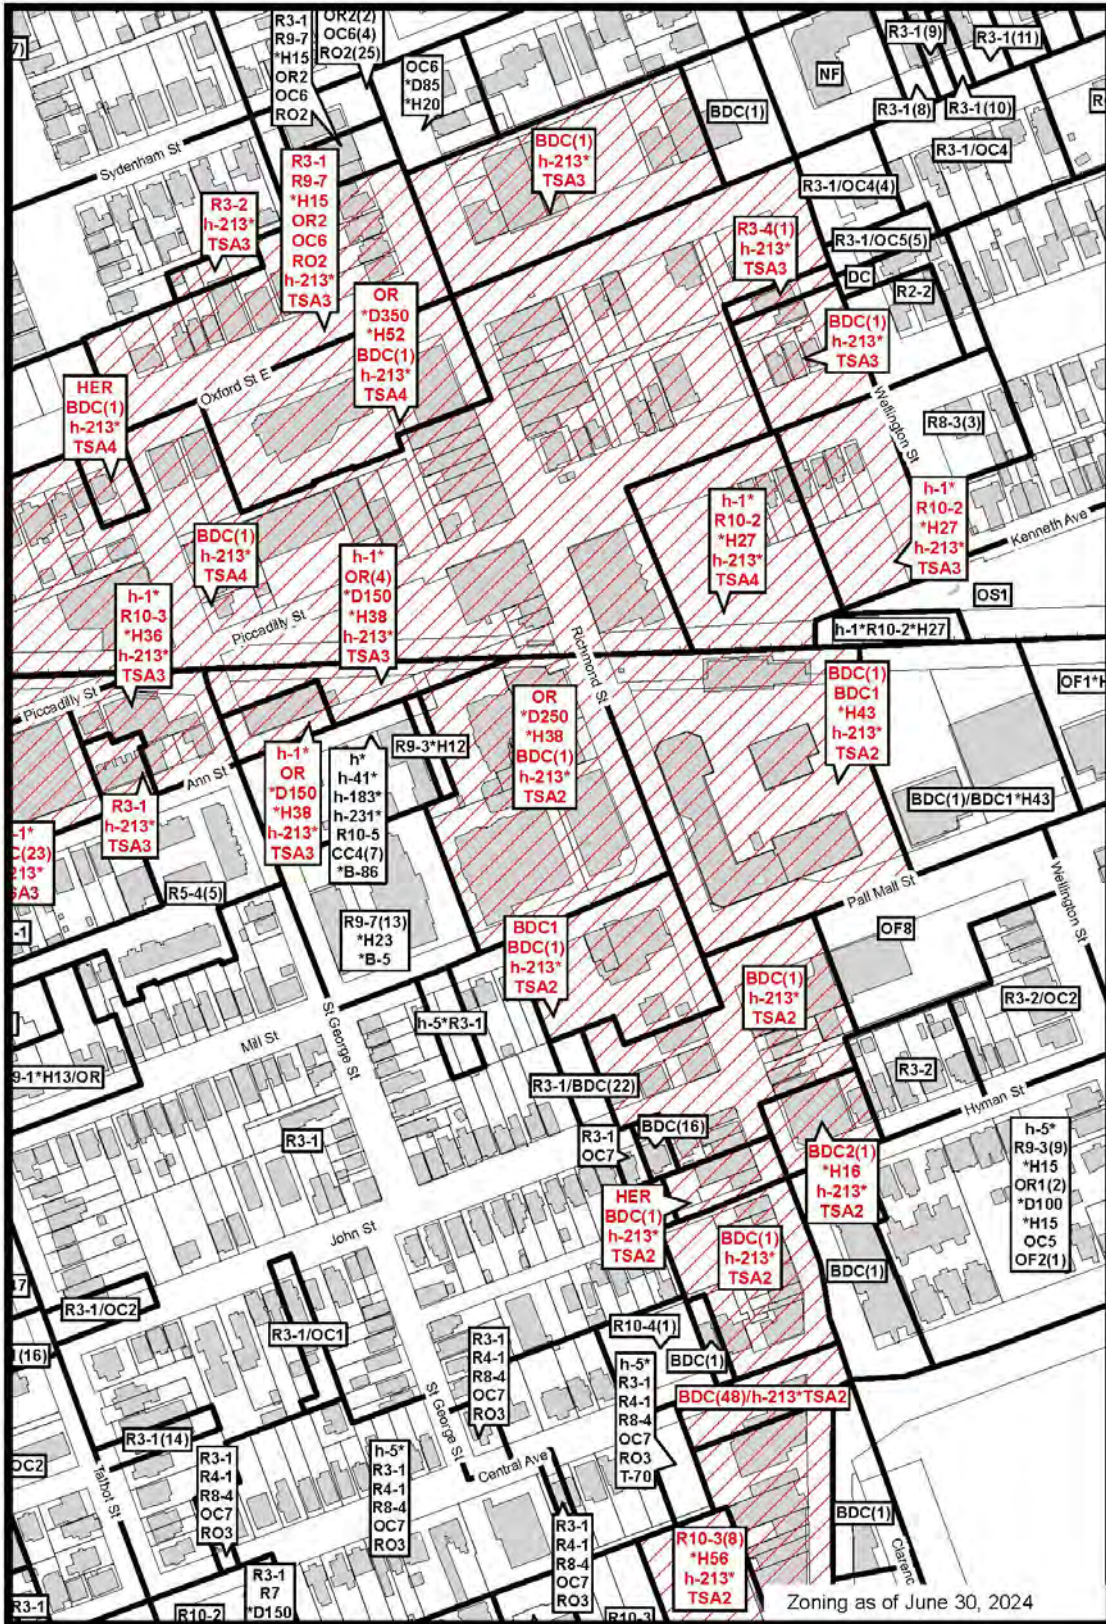 R3-1
R9-7
*H15
OR2
OC6
RO2
OR2(2)
OC6(4)
RO2(25)
OC6
*D85
*H20
R3-1(9)
R3-1(11)
NF
R3-1(8)
R3-1(10)
BDC(1)
R3-1/OC4
Sydenham St
R3-1
R9-7
*H15
OR2
OC6
RO2
h-213*
TSA3
BDC(1)
h-213*
TSA3
R3-1/OC4(4)
R3-2
h-213*
TSA3
R3-4(1)
h-213*
TSA3
R3-1/OC5(5)
DC
R2-2
OR
*D350
*H52
BDC(1)
h-213*
TSA4
BDC(1)
h-213*
TSA3
Oxford St E
HER
BDC(1)
h-213*
TSA4
Wellington St
R8-3(3)
h-1*
R10-2
*H27
h-213*
TSA4
h-1*
R10-2
*H27
h-213*
TSA3
Kenneth Ave
BDC(1)
h-213*
TSA4
h-1*
OR(4)
*D150
*H38
h-213*
TSA3
h-1*
R10-3
*H36
h-213*
TSA3
Piccadilly St
OS1
h-1*R10-2*H27
Richmond St
Piccadilly St
BDC(1)
BDC1
*H43
h-213*
TSA2
OR
*D250
*H38
BDC(1)
h-213*
TSA2
R9-3*H12
Ann St
h-1*
OR
*D150
*H38
h-213*
TSA3
h*
h-41*
h-183*
h-231*
R10-5
CC4(7)
*B-86
R3-1
h-213*
TSA3
BDC(1)/BDC1*H43
Pall Mall St
Wellington St
R5-4(5)
R9-7(13)
*H23
*B-5
BDC1
BDC(1)
h-213*
TSA2
OF8
BDC(1)
h-213*
TSA2
R3-2/OC2
St George St
Mill St
h-5*R3-1
R3-1/BDC(22)
R3-2
Hyman St
R3-1
R3-1
OC7
BDC(16)
BDC2(1)
*H16
h-213*
TSA2
h-5*
R9-3(9)
*H15
OR1(2)
*D100
*H15
OC5
OF2(1)
HER
BDC(1)
h-213*
TSA2
John St
BDC(1)
h-213*
TSA2
BDC(1)
R3-1/OC2
R3-1/OC1
R3-1
R4-1
R8-4
OC7
RO3
R10-4(1)
BDC(1)
h-5*
R3-1
R4-1
R8-4
OC7
RO3
T-70
BDC(48)/h-213*TSA2
St George St
R3-1(14)
Talbot St
R3-1
R4-1
R8-4
OC7
RO3
h-5*
R3-1
R4-1
R8-4
OC7
RO3
Central Ave
R3-1
R4-1
R8-4
OC7
RO3
R10-3(8)
*H56
h-213*
TSA2
BDC(1)
R3-1
R7
*D150
R3-1
R10-2
R10-3
Zoning as of June 30, 2024